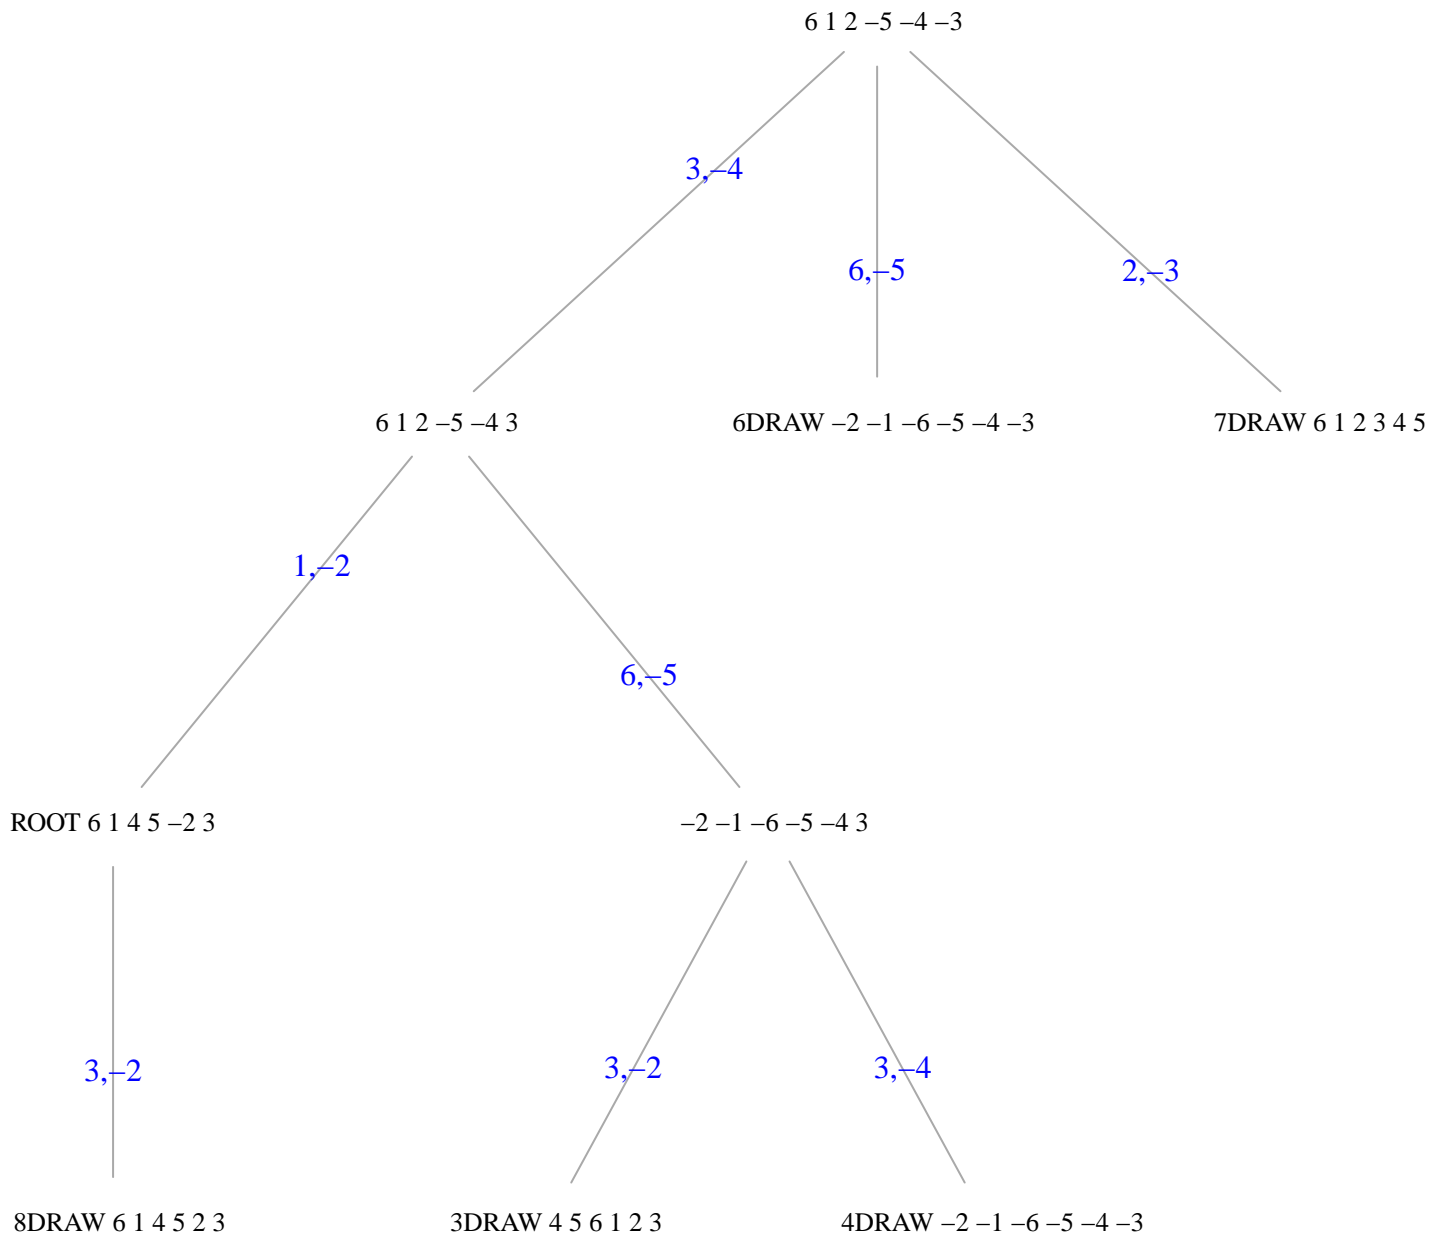 6 1 2 –5 –4 –3
3,–4
6,–5
2,–3
6 1 2 –5 –4 3
6DRAW –2 –1 –6 –5 –4 –3
7DRAW 6 1 2 3 4 5
1,–2
6,–5
ROOT 6 1 4 5 –2 3
–2 –1 –6 –5 –4 3
3,–2
3,–2
3,–4
8DRAW 6 1 4 5 2 3
3DRAW 4 5 6 1 2 3
4DRAW –2 –1 –6 –5 –4 –3